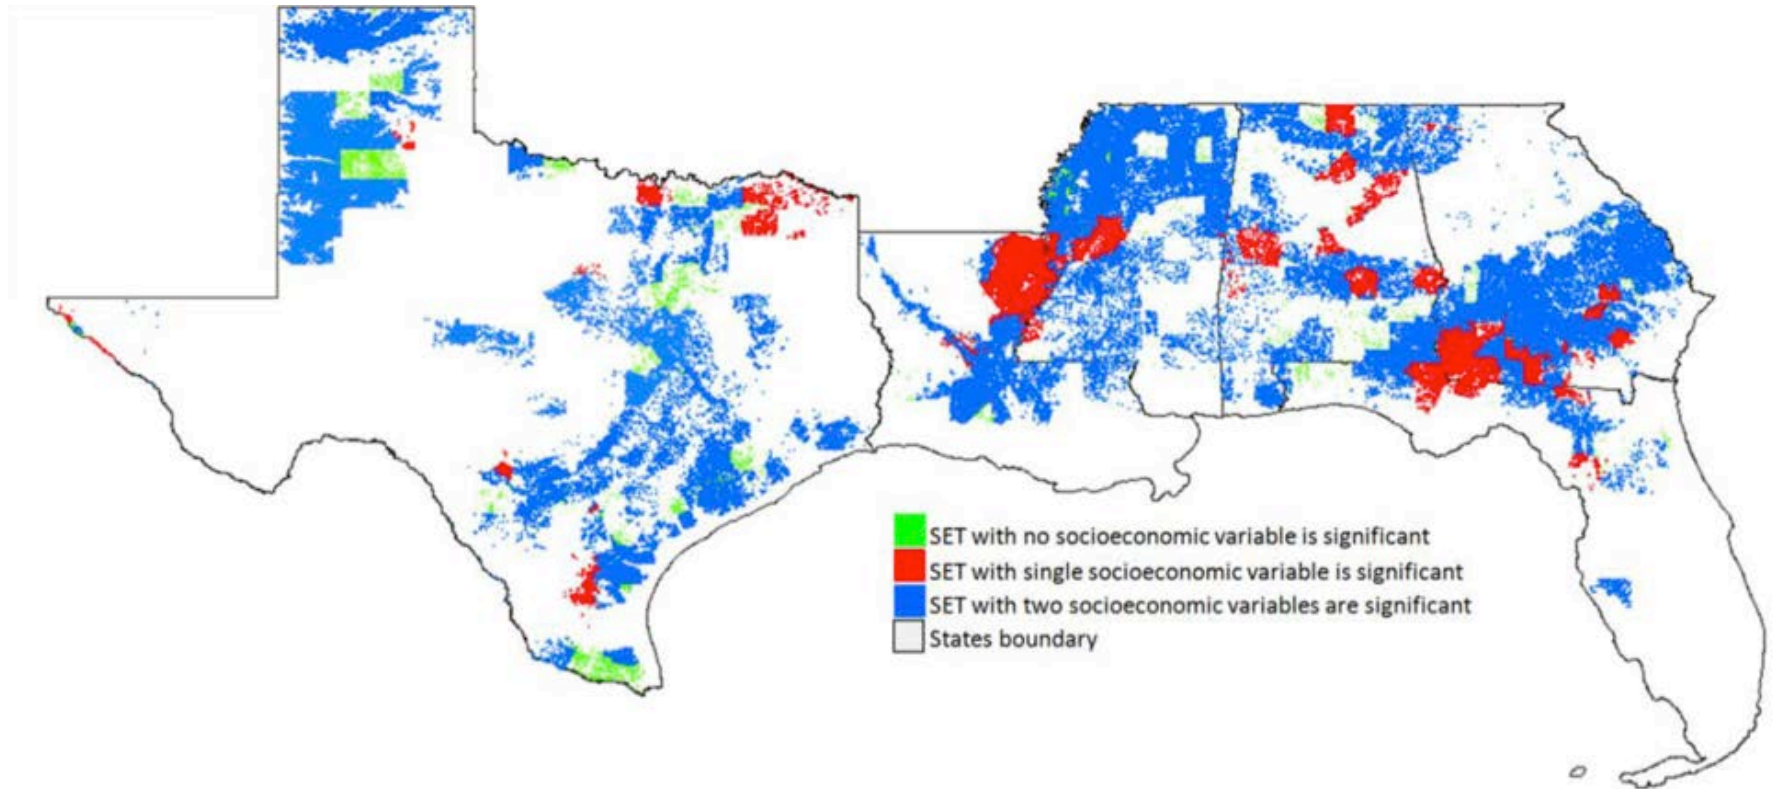 SET with no socioeconomic variable is significant
SET with single socioeconomic variable is significant
SET with two socioeconomic variables are significant
States boundary